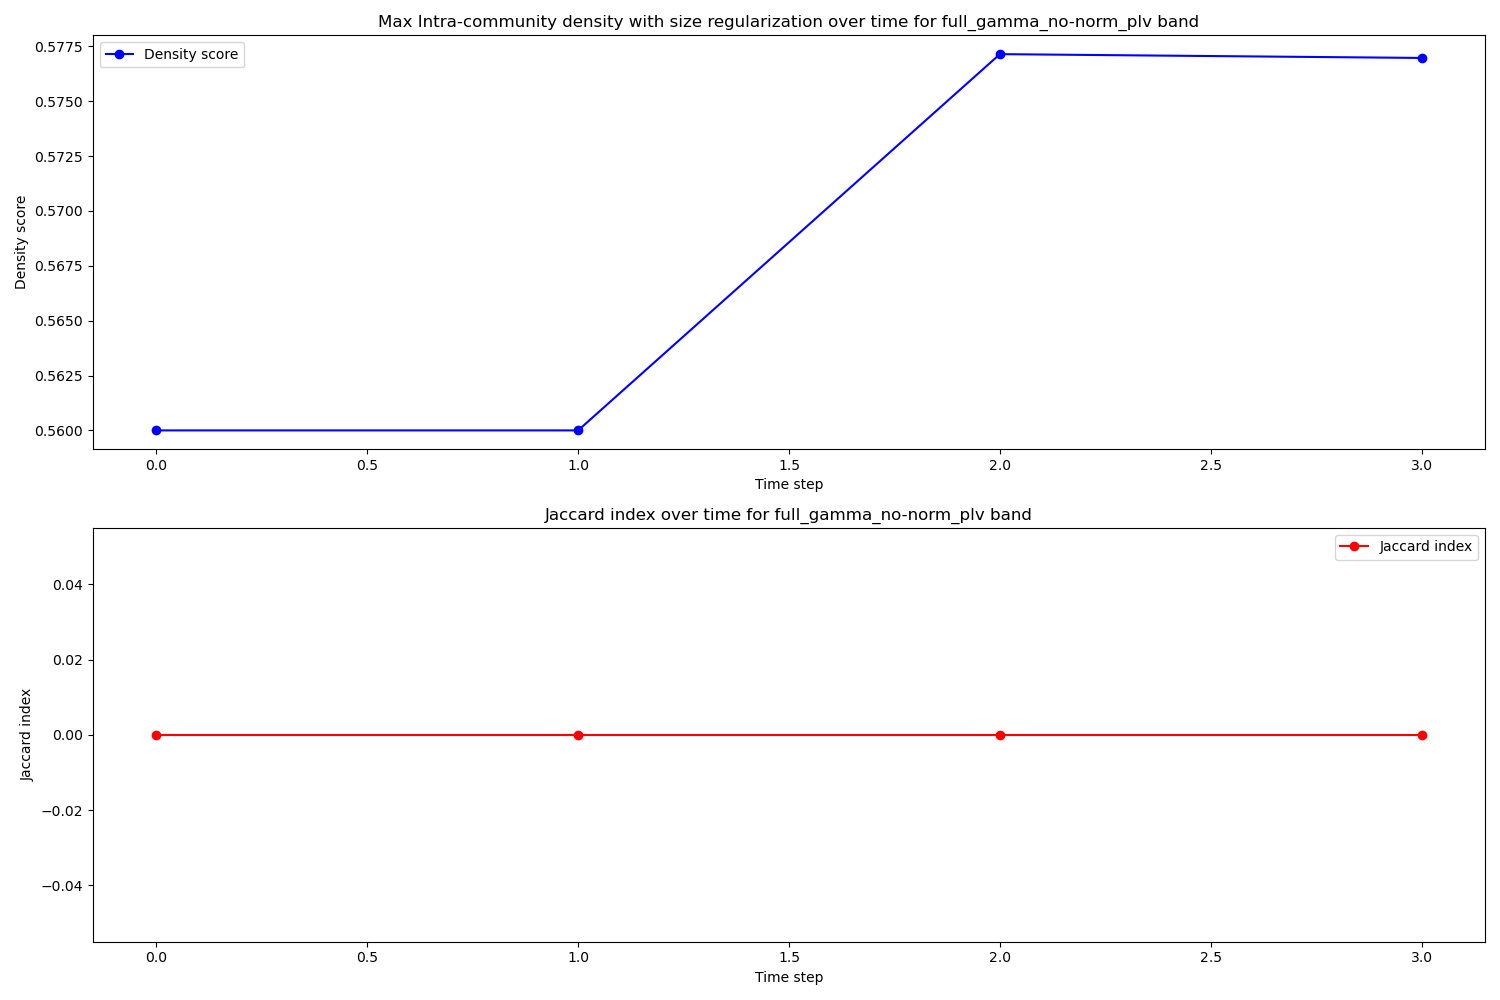 Max Intra-community density with size regularization over time for full_gamma_no-norm_plv band
Density score
0.5775
0.5750
0.5725
0.5700
0.5675
0.5650
0.5625
0.5600
Density score
0.0 0.5 1.0 1.5 2.0 2.5 3.0
Time step
Jaccard index over time for full_gamma_no-norm_plv band
Jaccard index
0.04
0.02
0.00
−0.02
−0.04
Jaccard index
0.0 0.5 1.0 1.5 2.0 2.5 3.0
Time step